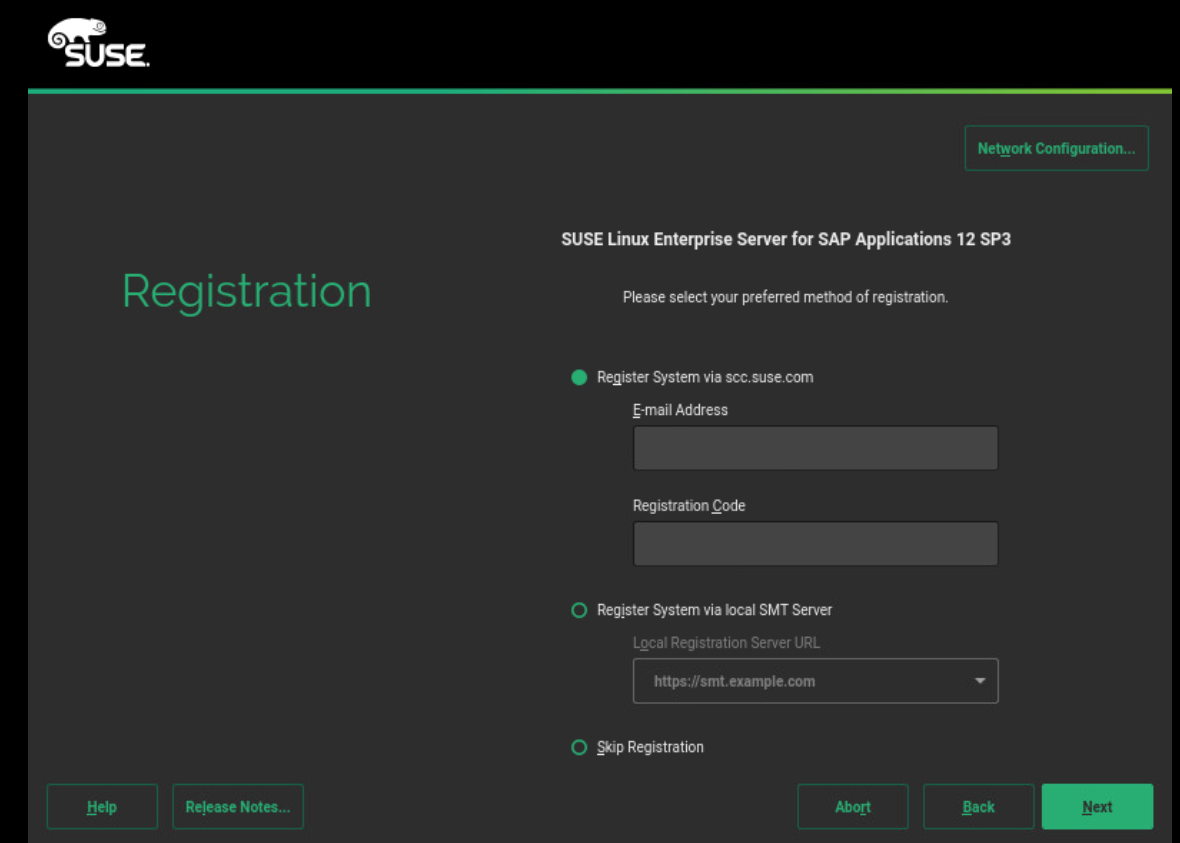 SUSE.
Network Configuration...
SUSE Linux Enterprise Server for SAP Applications 12 SP3
Registration
Please select your preferred method of registration.
Register System via scc.suse.com
E-mail Address
Registration Code
Register System via local SMT Server
Local Registration Server URL
https://smt.example.com
Skip Registration
Help
Release Notes...
Abort
Back
Next